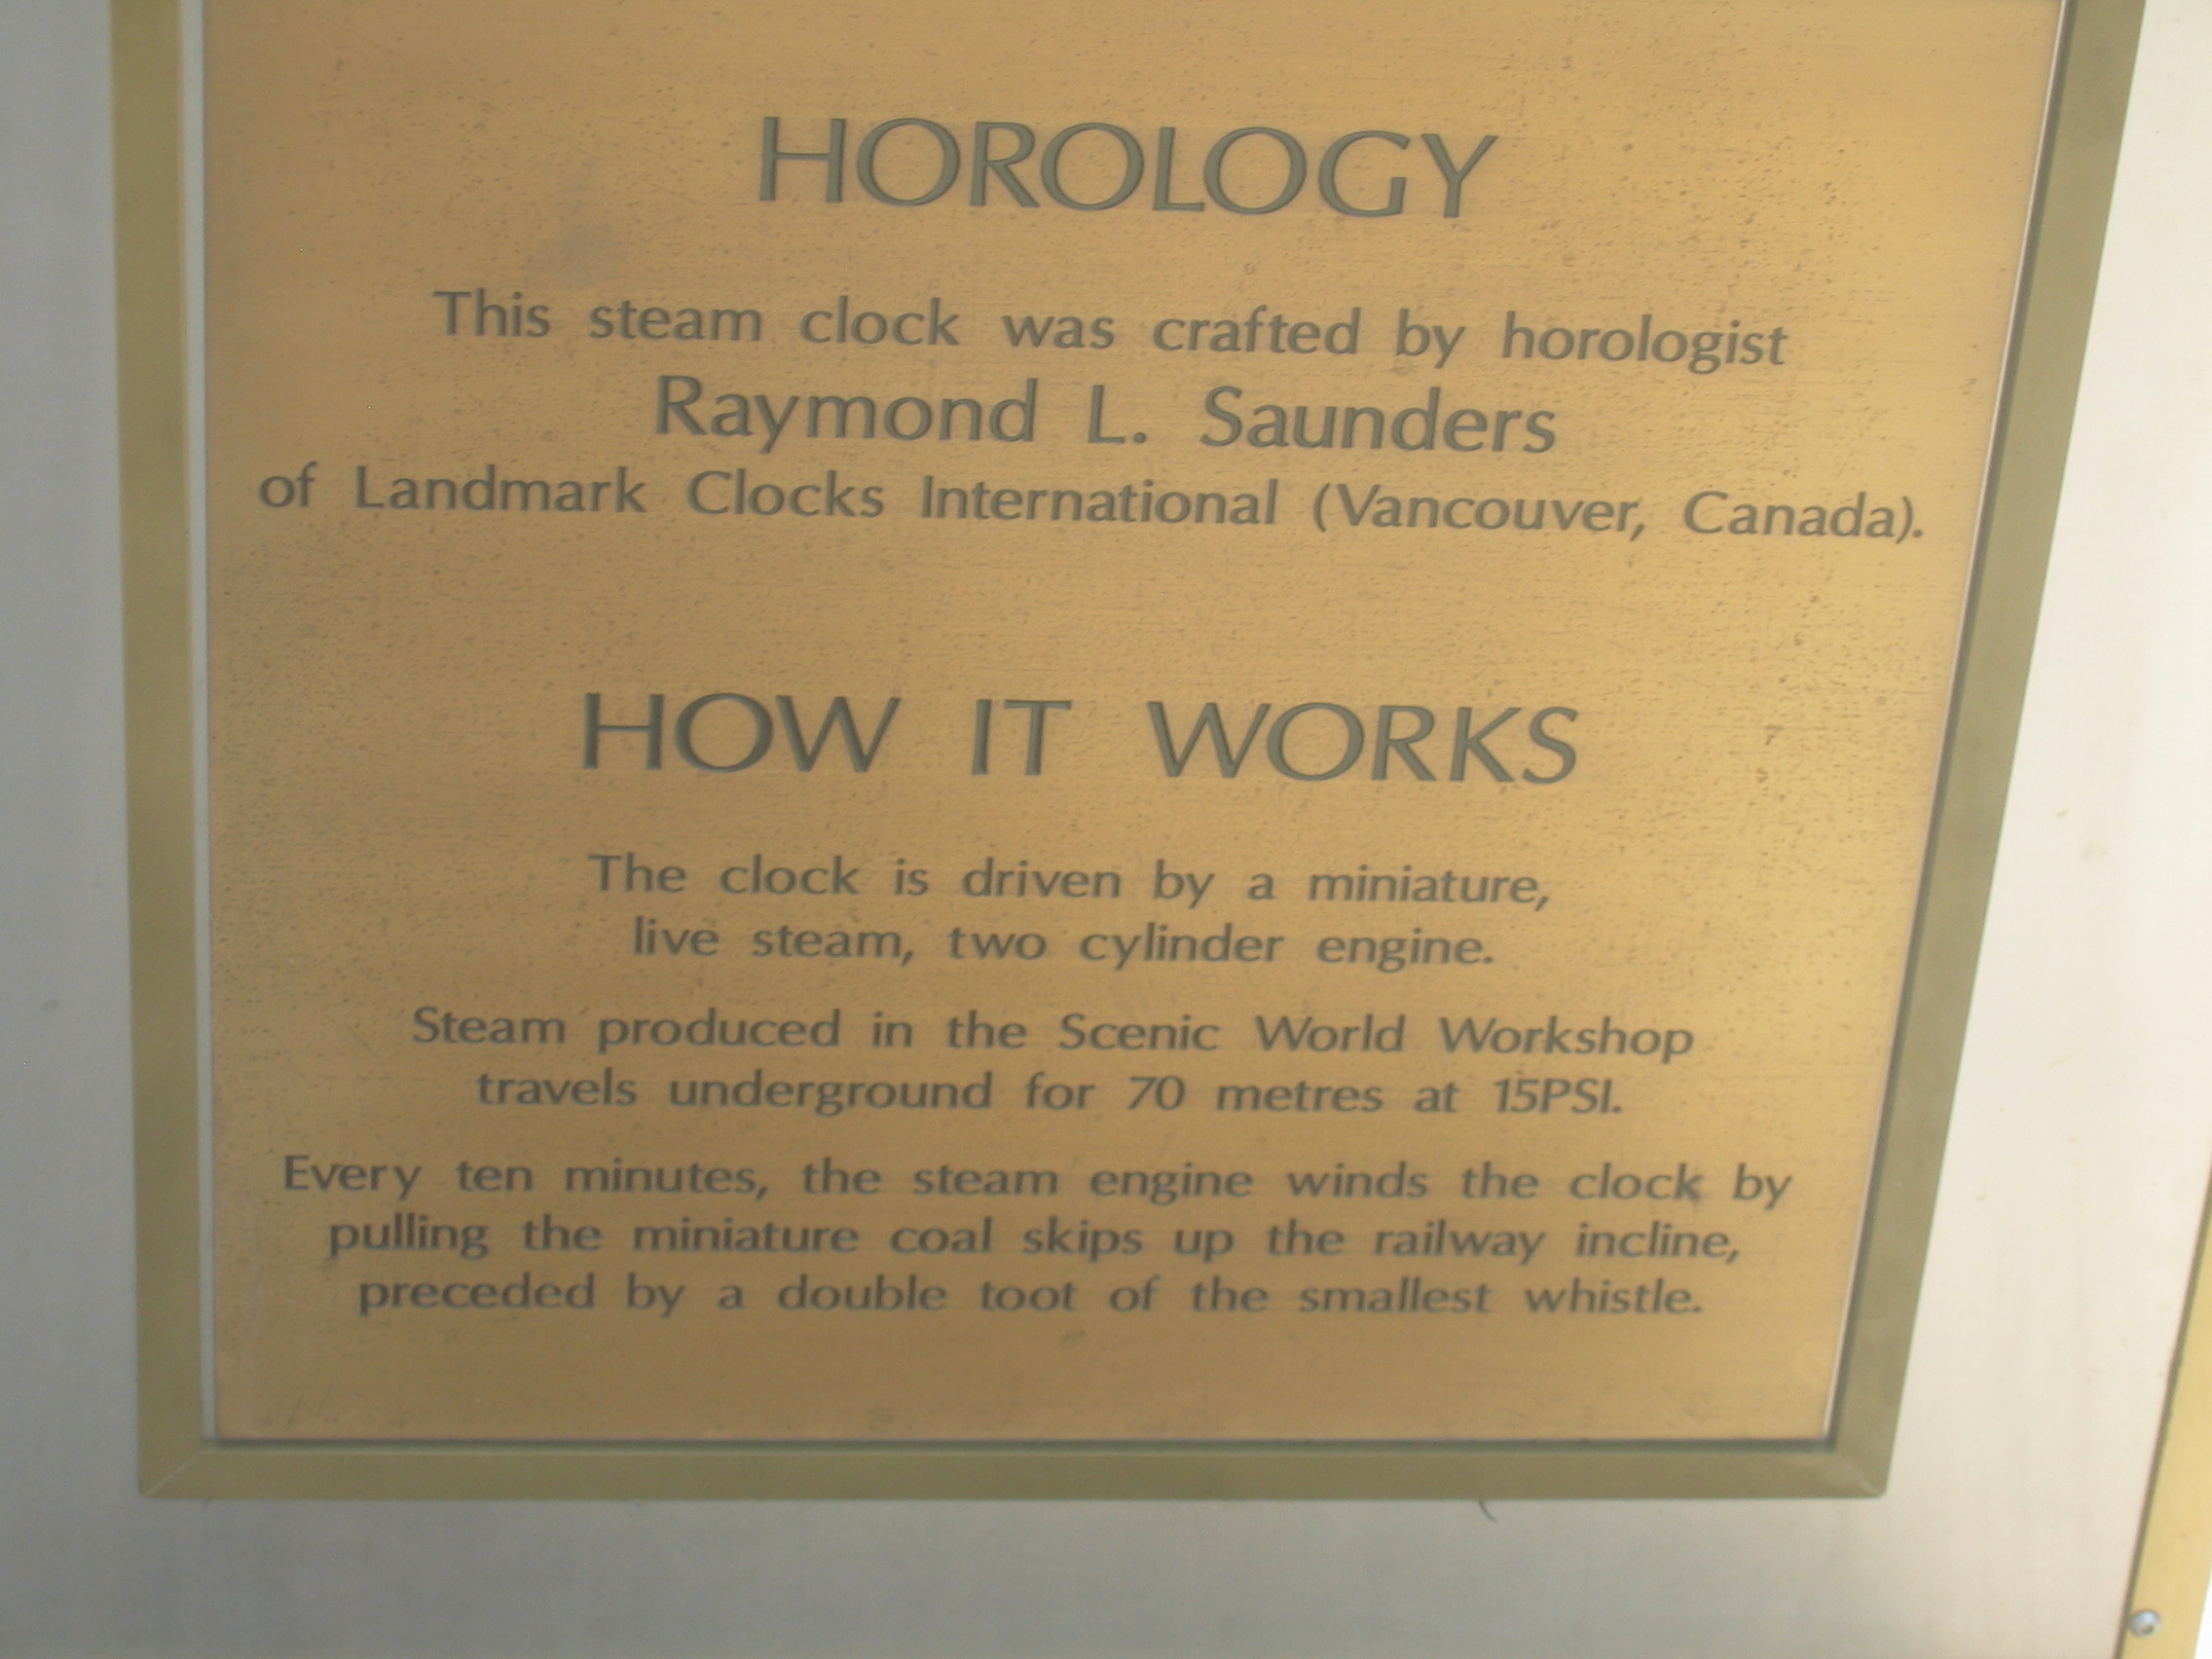 HOROLOGY
This steam clock was crafted by horologist
Raymond L. Saunders
of Landmark Clocks International (Vancouver, Canada).
HOW IT WORKS
The clock is driven by a miniature,
live steam, two cylinder engine.
Steam produced in the Scenic World Workshop
travels underground for 70 metres at 15PSI.
Every ten minutes, the steam engine winds the clock by
pulling the miniature coal skips up the railway incline,
preceded by a double toot of the smallest whistle.